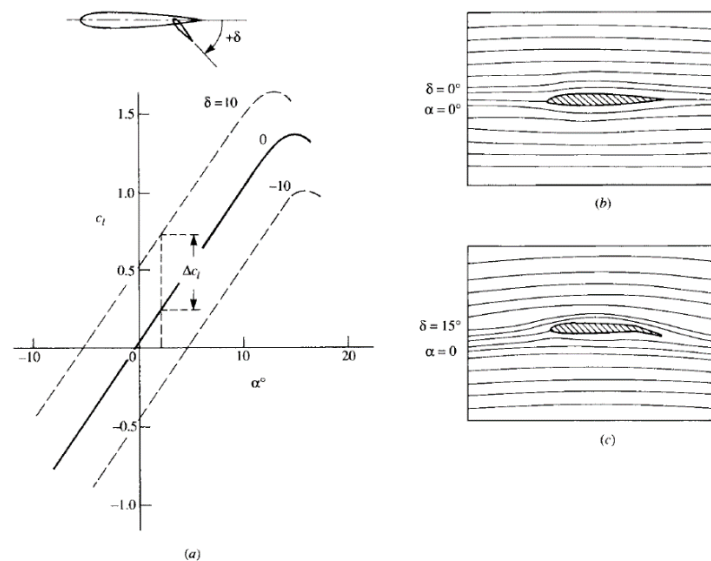 +δ
1.5
δ = 10
0
1.0
−10
c_l
0.5
Δc_l
−10
0
10
20
α°
−0.5
−1.0
(a)
δ = 0°
α = 0°
(b)
δ = 15°
α = 0
(c)